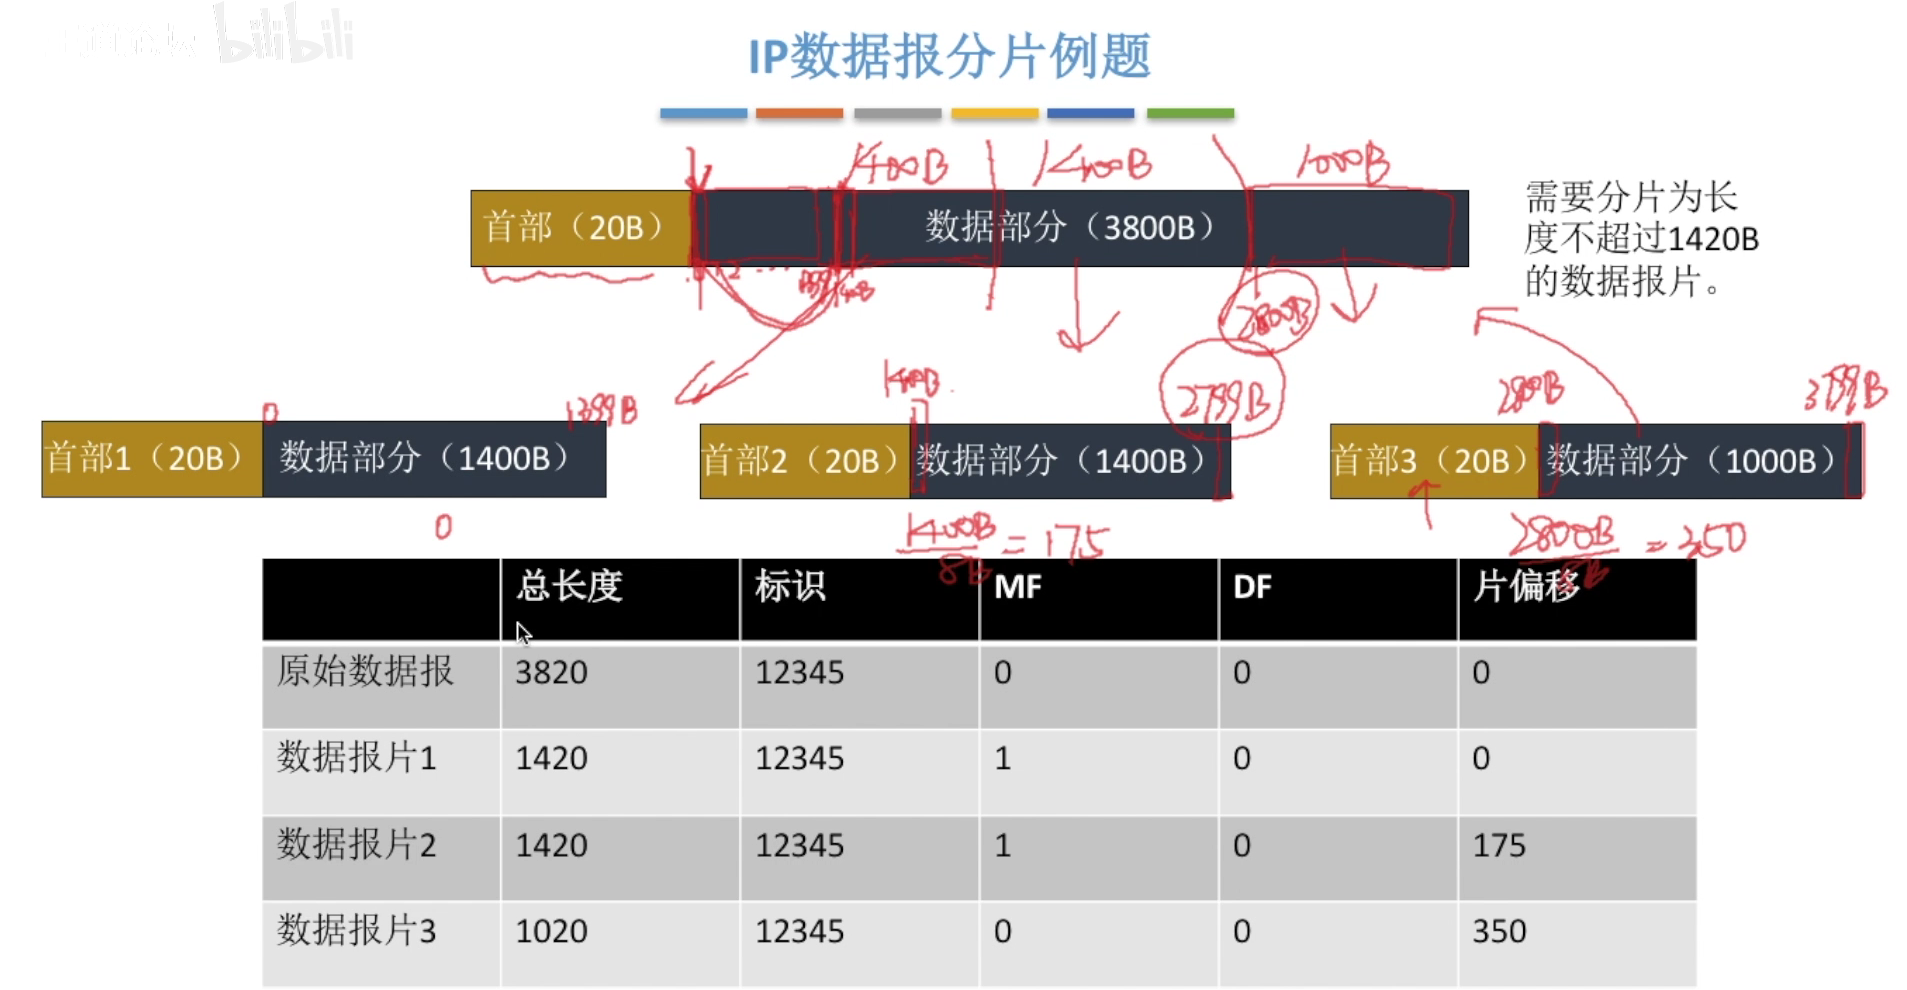 bilibili
IP数据报分片例题
1400B
1400B
1000B
首部（20B）
数据部分（3800B）
需要分片为长
度不超过1420B
的数据报片。
2800B
1400B
2799B
2800B
3799B
0
1399B
首部1（20B）
数据部分（1400B）
首部2（20B）
数据部分（1400B）
首部3（20B）
数据部分（1000B）
0
1400B
8B
= 175
2800B
8B
= 350
总长度 标识 MF DF 片偏移
原始数据报 3820 12345 0 0 0
数据报片1 1420 12345 1 0 0
数据报片2 1420 12345 1 0 175
数据报片3 1020 12345 0 0 350